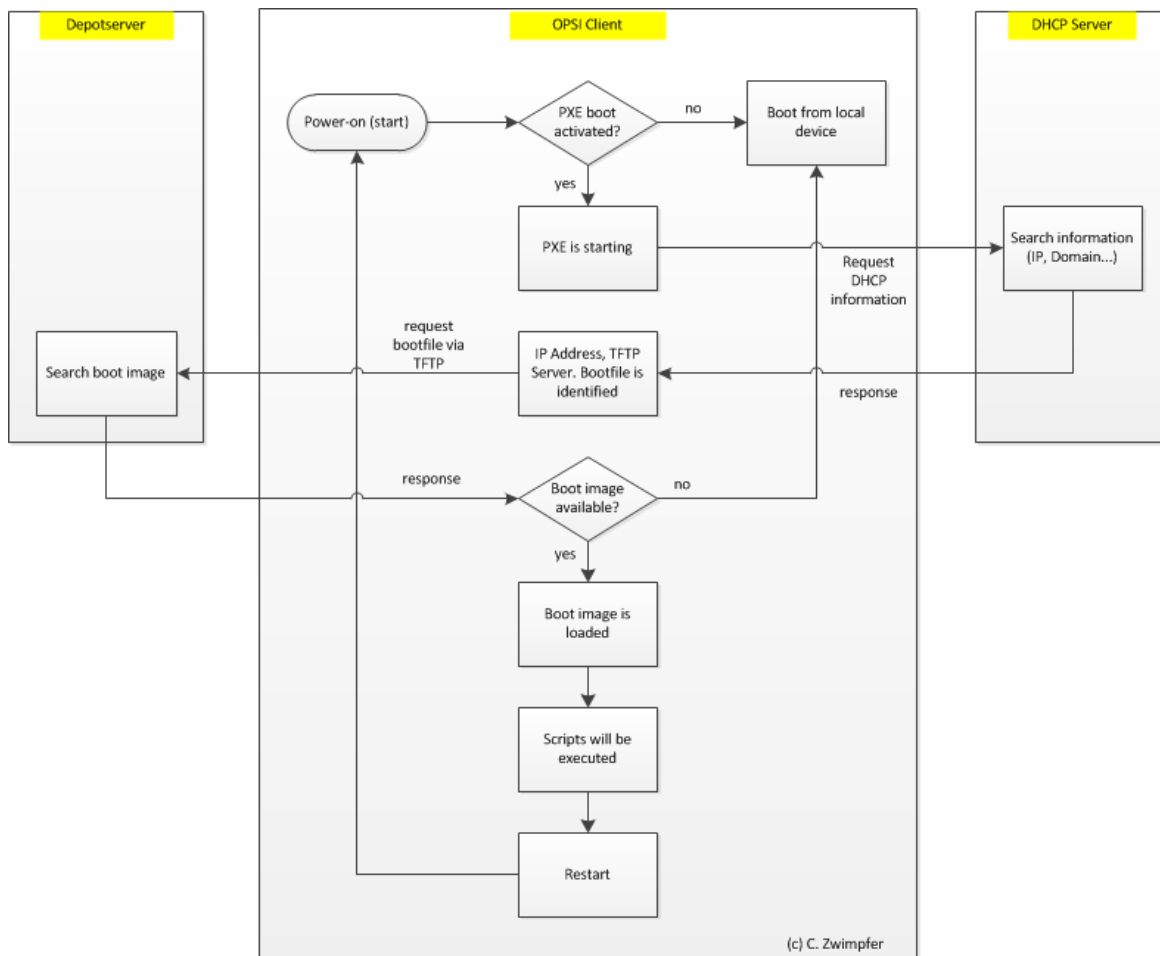 Depotserver
OPSI Client
DHCP Server
Power-on (start)
PXE boot
activated?
no
Boot from local
device
yes
PXE is starting
Request
DHCP
information
Search information
(IP, Domain...)
Search boot image
request
bootfile via
TFTP
IP Address, TFTP
Server. Bootfile is
identified
response
response
Boot image
available?
no
yes
Boot image is
loaded
Scripts will be
executed
Restart
(c) C. Zwimpfer